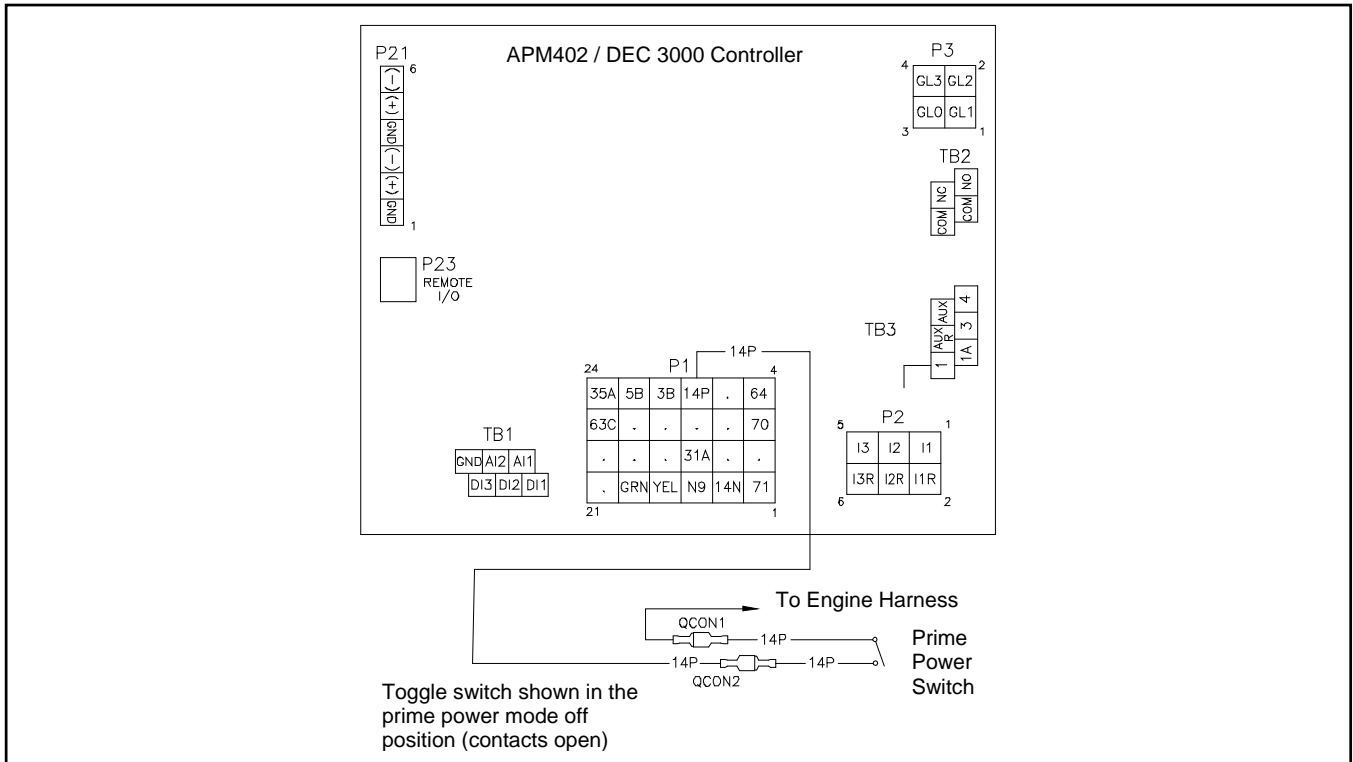 APM402 / DEC 3000 Controller
P21
6
(-)
(+)
GND
(-)
(+)
GND
1
P23
REMOTE
I/O
P3
4 2
GL3 GL2
GL0 GL1
3 1
TB2
COM NC
COM NO
TB3
1 AUX R AUX
1A 3 4
14P
P1
24 4
35A 5B 3B 14P . 64
63C . . . . 70
. . . 31A . .
. GRN YEL N9 14N 71
21 1
TB1
GND AI2 AI1
DI3 DI2 DI1
P2
5 1
I3 I2 I1
I3R I2R I1R
6 2
To Engine Harness
QCON1
14P
14P 14P
QCON2
Prime
Power
Switch
Toggle switch shown in the
prime power mode off
position (contacts open)